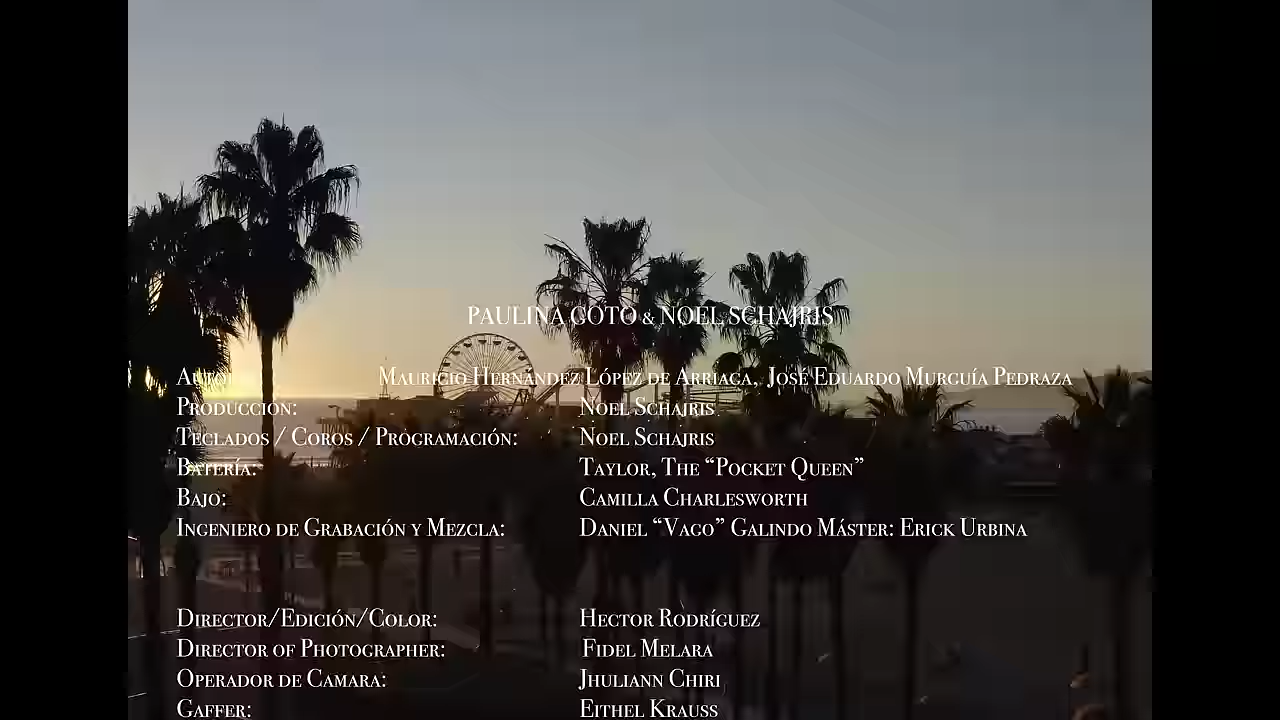 PAULINA GOTO & NOEL SCHAJRIS
Mauricio Hernández López de Arriaga, José Eduardo Murguía Pedraza
Producción: Noel Schajris
Teclados / Coros / Programación: Noel Schajris
Batería: Taylor, The “Pocket Queen”
Bajo: Camilla Charlesworth
Ingeniero de Grabación y Mezcla: Daniel “Vago” Galindo Máster: Erick Urbina
Director/Edición/Color: Hector Rodríguez
Director of Photographer: Fidel Melara
Operador de Camara: Jhuliann Chiri
Gaffer: Eithel Krauss